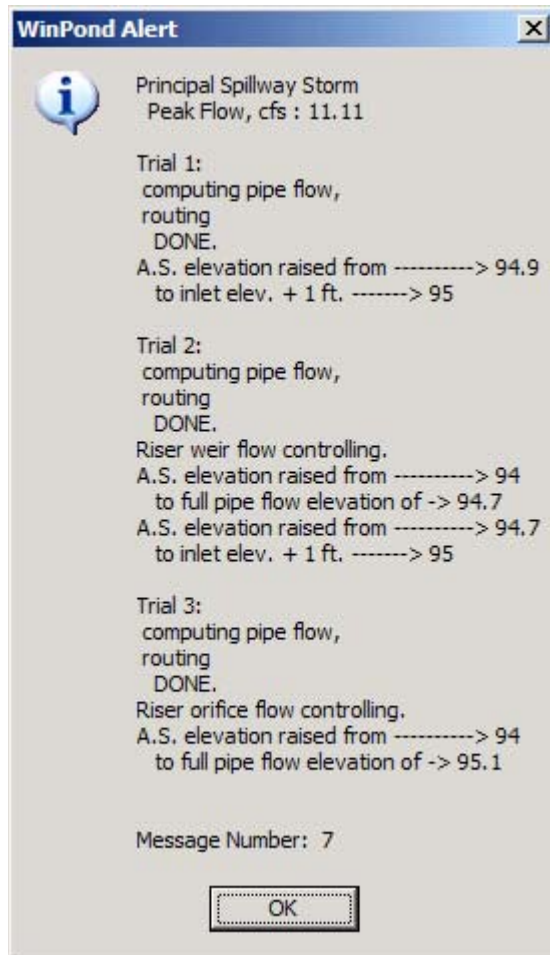 WinPond Alert
Principal Spillway Storm
Peak Flow, cfs : 11.11
Trial 1:
computing pipe flow,
routing
DONE.
A.S. elevation raised from ----------> 94.9
to inlet elev. + 1 ft. -------> 95
Trial 2:
computing pipe flow,
routing
DONE.
Riser weir flow controlling.
A.S. elevation raised from ----------> 94
to full pipe flow elevation of -> 94.7
A.S. elevation raised from ----------> 94.7
to inlet elev. + 1 ft. -------> 95
Trial 3:
computing pipe flow,
routing
DONE.
Riser orifice flow controlling.
A.S. elevation raised from ----------> 94
to full pipe flow elevation of -> 95.1
Message Number: 7
OK